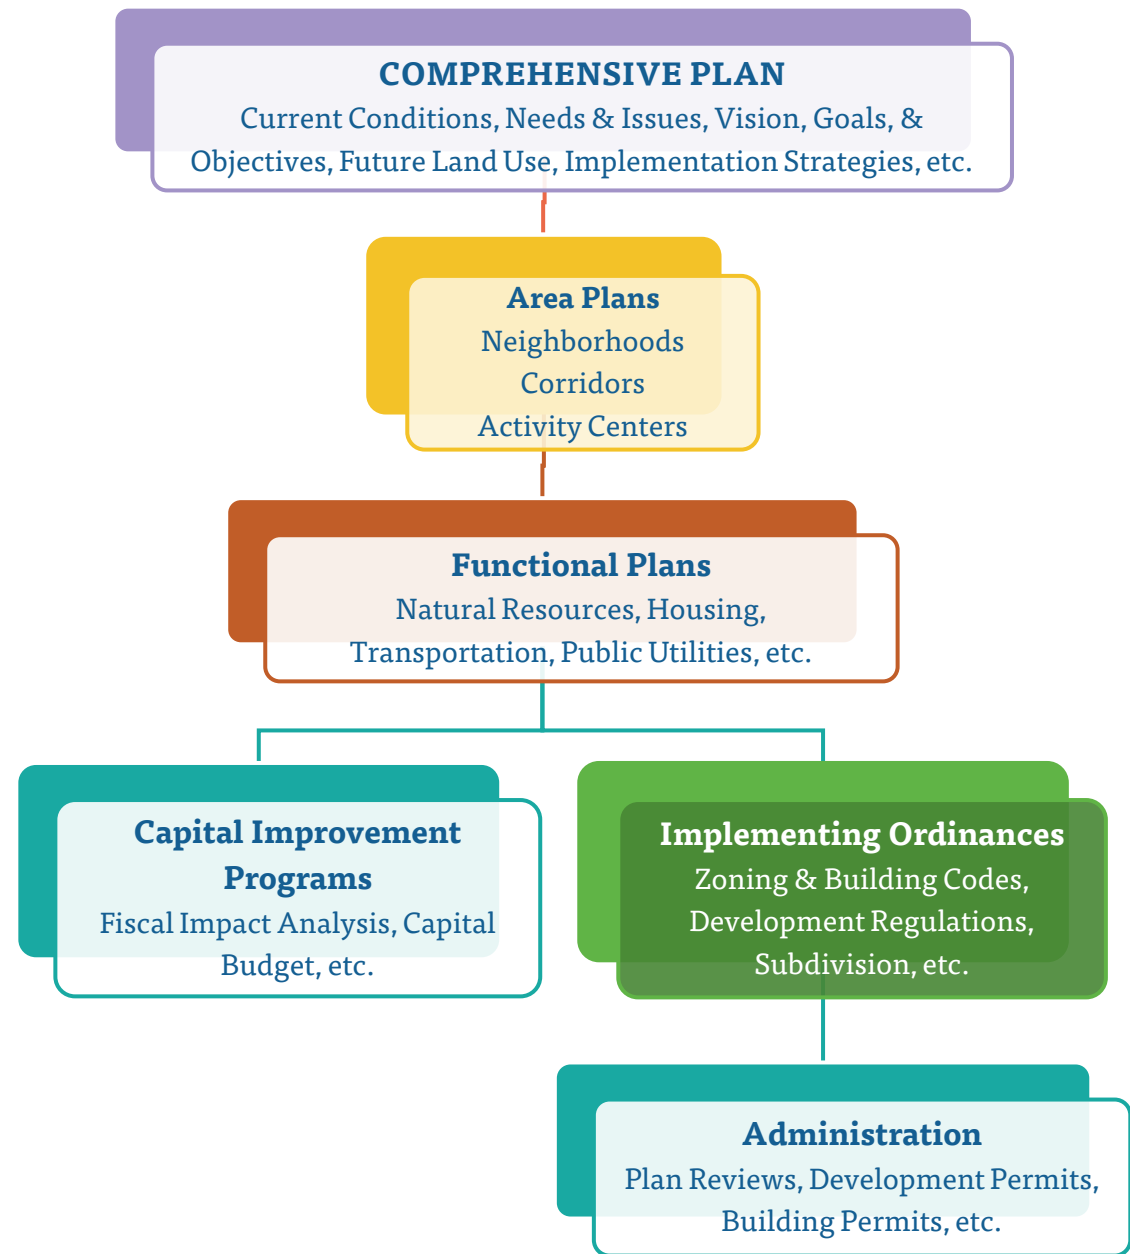 COMPREHENSIVE PLAN
Current Conditions, Needs & Issues, Vision, Goals, &
Objectives, Future Land Use, Implementation Strategies, etc.
Area Plans
Neighborhoods
Corridors
Activity Centers
Functional Plans
Natural Resources, Housing,
Transportation, Public Utilities, etc.
Capital Improvement
Programs
Fiscal Impact Analysis, Capital
Budget, etc.
Implementing Ordinances
Zoning & Building Codes,
Development Regulations,
Subdivision, etc.
Administration
Plan Reviews, Development Permits,
Building Permits, etc.